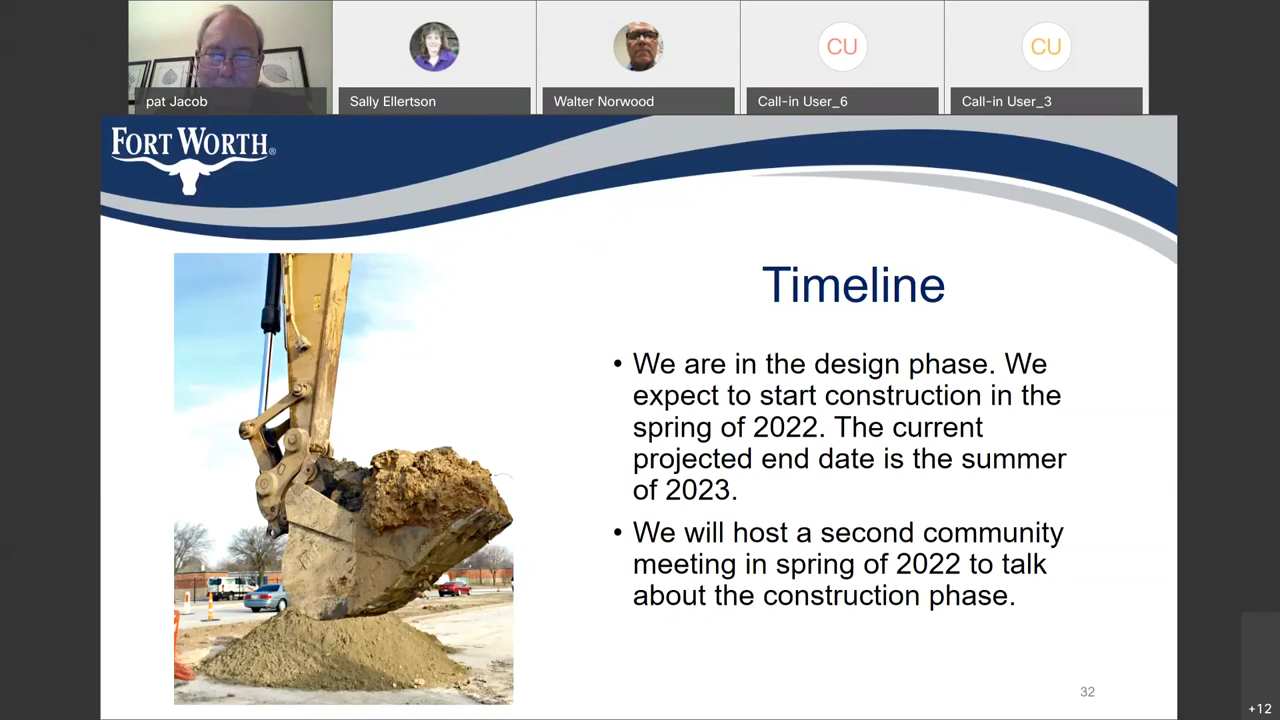 pat Jacob
Sally Ellertson
Walter Norwood
CU
Call-in User_6
CU
Call-in User_3
FORT WORTH®
Timeline
• We are in the design phase. We
expect to start construction in the
spring of 2022. The current
projected end date is the summer
of 2023.
• We will host a second community
meeting in spring of 2022 to talk
about the construction phase.
32
+12